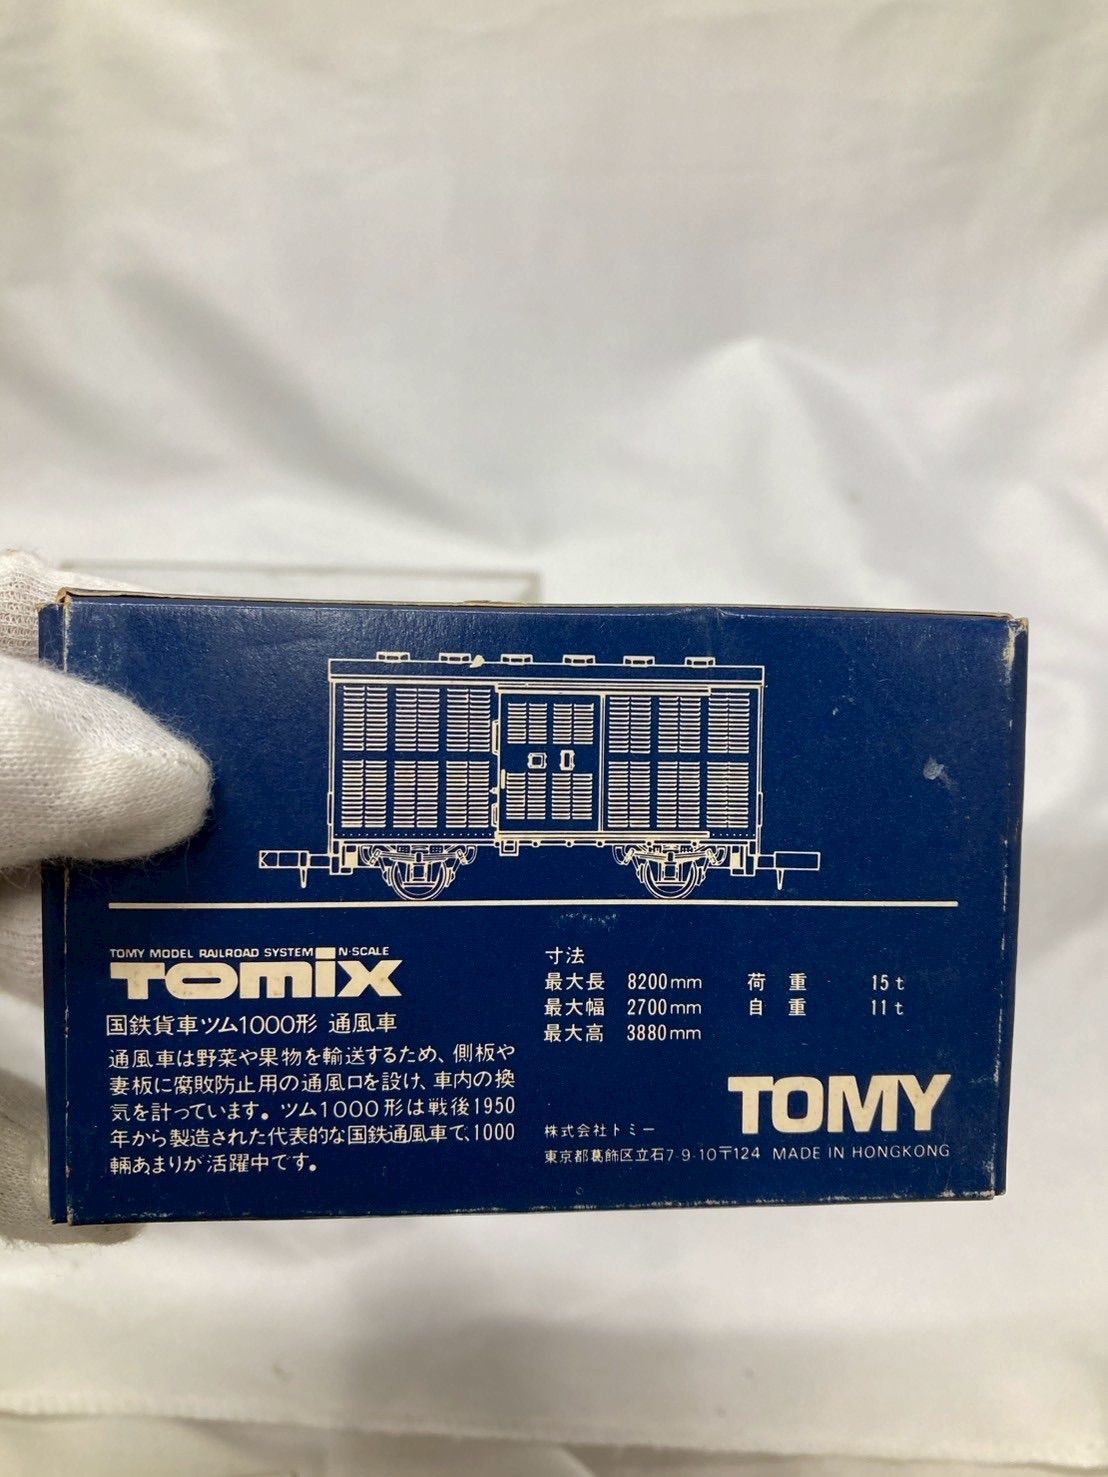 TOMY MODEL RAILROAD SYSTEM N-SCALE
TOMIX
国鉄貨車ツム1000形 通風車
通風車は野菜や果物を輸送するため、側板や
妻板に腐敗防止用の通風口を設け、車内の換
気を計っています。ツム1000形は戦後1950
年から製造された代表的な国鉄通風車で、1000
輌あまりが活躍中です。
寸法
最大長 8200mm 荷重 15t
最大幅 2700mm 自重 11t
最大高 3880mm
TOMY
株式会社トミー
東京都葛飾区立石7-9-10〒124 MADE IN HONGKONG